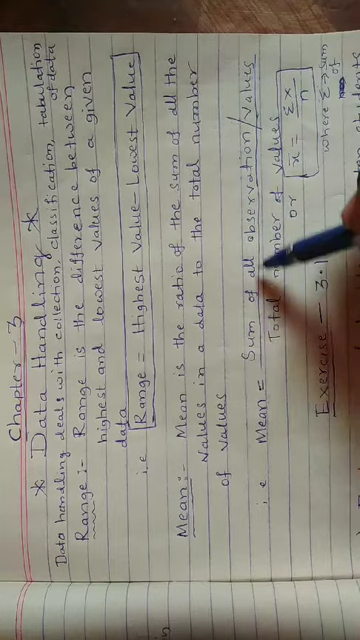 Chapter-3
* Data Handling *
Data handling deals with collection, classification, tabulation of data
Range :- Range is the difference between
highest and lowest values of a given
data
i.e Range = Highest Value - Lowest Value
Mean :- Mean is the ratio of the sum of all the
values in a data to the total number
of values
i.e Mean = Sum of all observation/values
Total number of values
or x̄ = Σx/n
where Σ→sum of
Exercise - 3.1